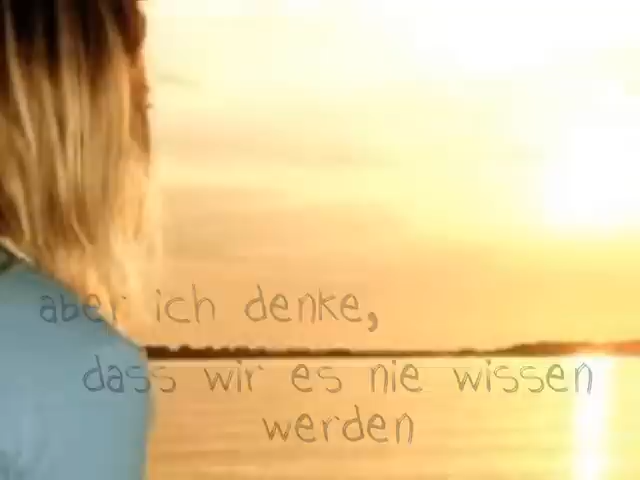 aber ich denke,
dass wir es nie wissen
werden